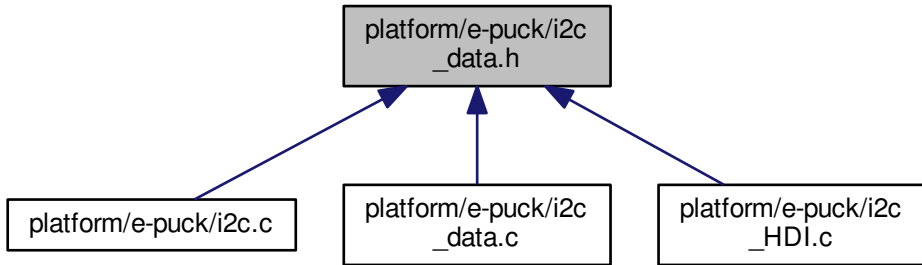 platform/e-puck/i2c
_data.h
platform/e-puck/i2c.c
platform/e-puck/i2c
_data.c
platform/e-puck/i2c
_HDI.c